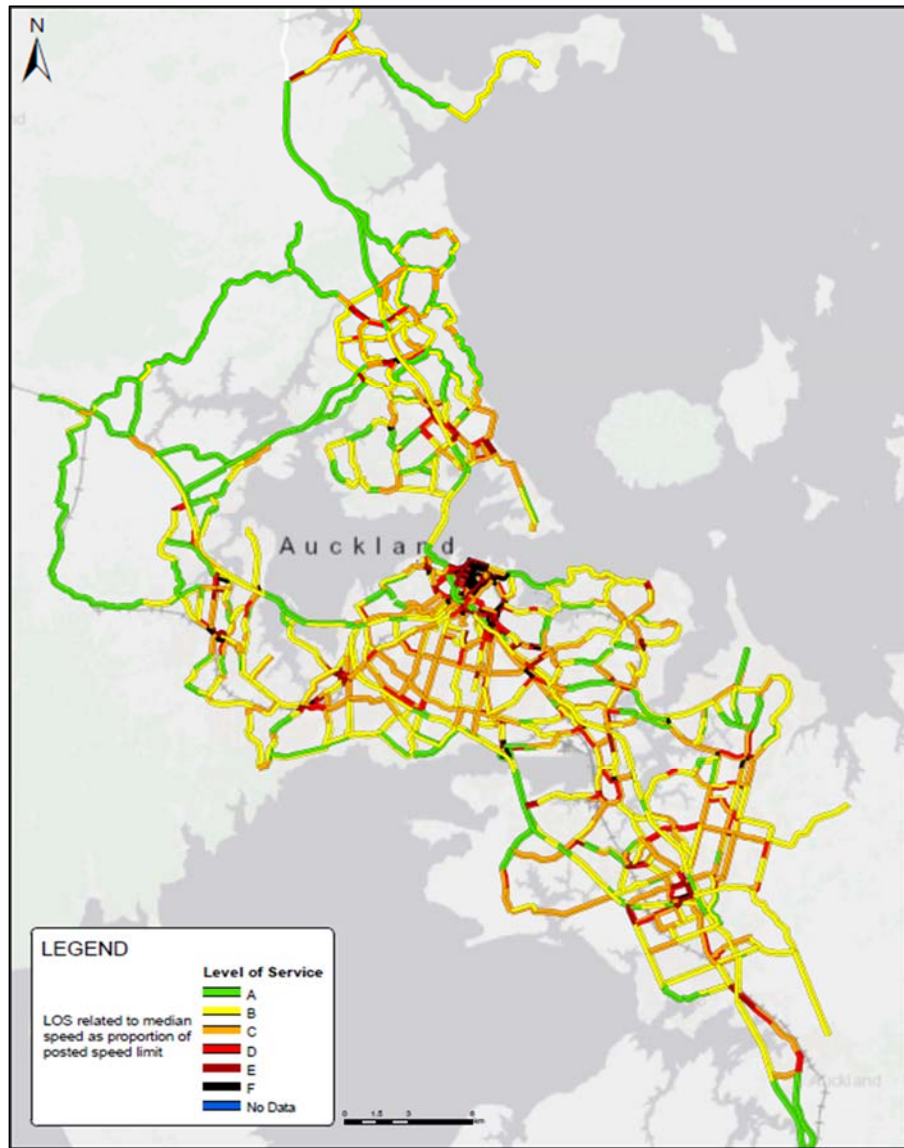 N
Auckland
LEGEND
Level of Service
A
B
C
D
E
F
No Data
LOS related to median
speed as proportion of
posted speed limit
0 1.5 3 6
km
Auckland